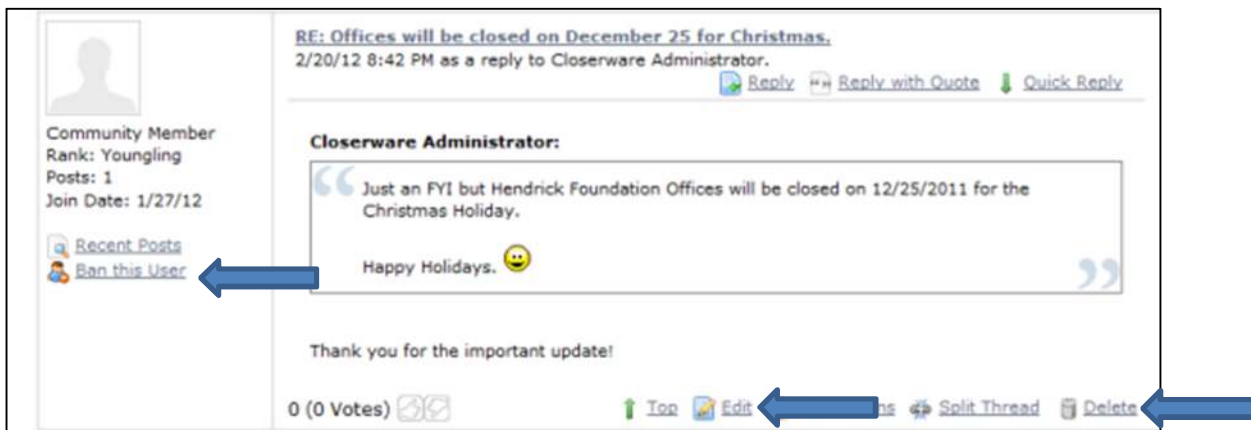 RE: Offices will be closed on December 25 for Christmas.
2/20/12 8:42 PM as a reply to Closerware Administrator.
Reply Reply with Quote Quick Reply
Community Member
Rank: Youngling
Posts: 1
Join Date: 1/27/12
Recent Posts
Ban this User
Closerware Administrator:
Just an FYI but Hendrick Foundation Offices will be closed on 12/25/2011 for the
Christmas Holiday.
Happy Holidays.
Thank you for the important update!
0 (0 Votes) Top Edit Split Thread Delete